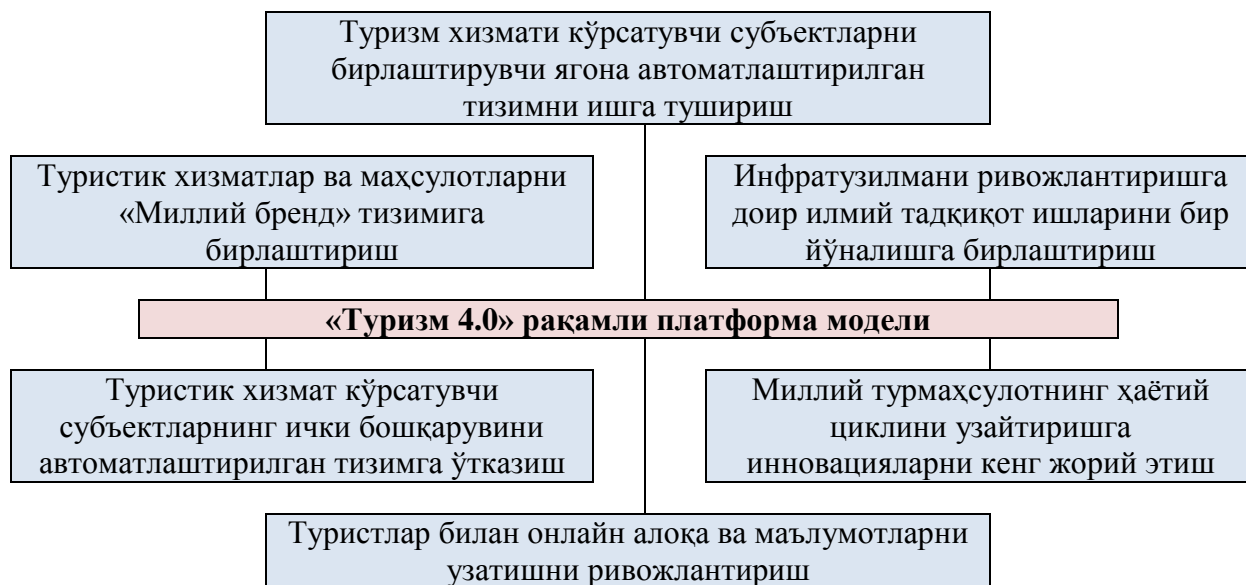 Туризм хизмати кўрсатувчи субъектларни
бирлаштирувчи ягона автоматлаштирилган
тизимни ишга тушириш
Туристик хизматлар ва маҳсулотларни
«Миллий бренд» тизимига
бирлаштириш
Инфратузилмани ривожлантиришга
доир илмий тадқиқот ишларини бир
йўналишга бирлаштириш
«Туризм 4.0» рақамли платформа модели
Туристик хизмат кўрсатувчи
субъектларнинг ички бошқарувини
автоматлаштирилган тизимга ўтказиш
Миллий турмаҳсулотнинг ҳаётий
циклини узайтиришга
инновацияларни кенг жорий этиш
Туристлар билан онлайн алоқа ва маълумотларни
узатишни ривожлантириш